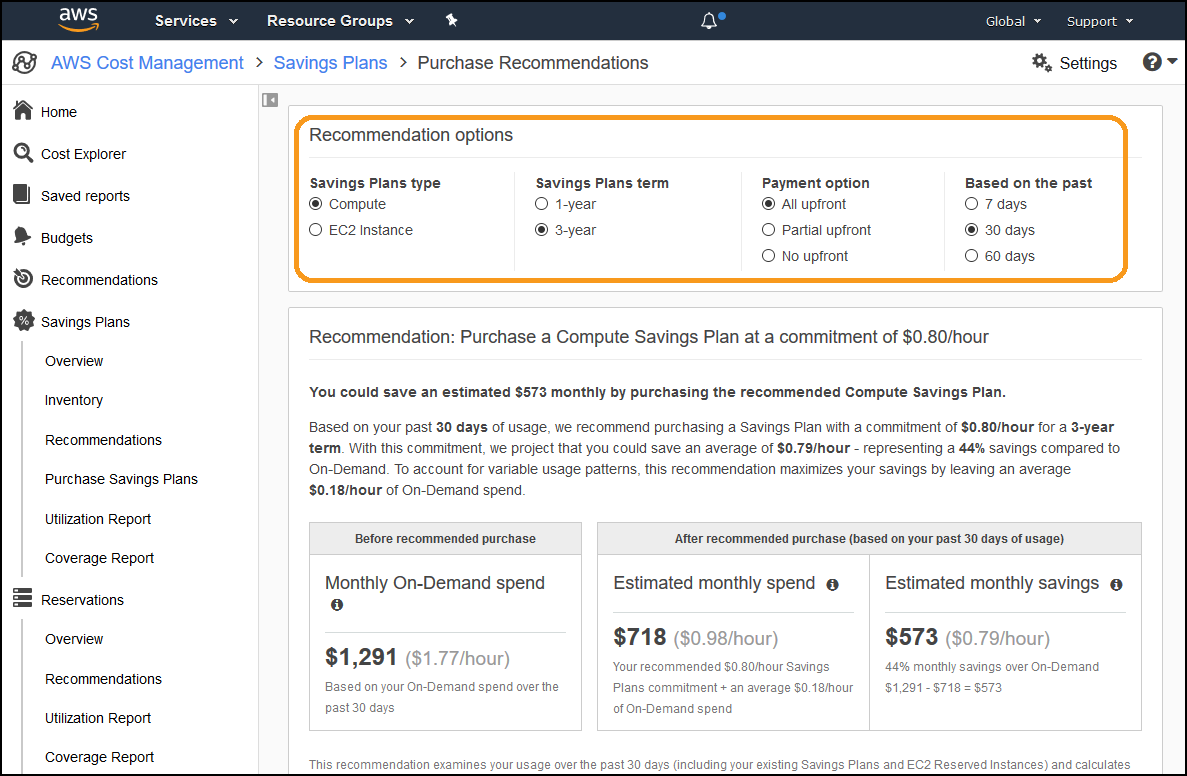 aws Services Resource Groups Global Support
AWS Cost Management > Savings Plans > Purchase Recommendations Settings ?
Home
Cost Explorer
Saved reports
Budgets
Recommendations
% Savings Plans
Overview
Inventory
Recommendations
Purchase Savings Plans
Utilization Report
Coverage Report
Reservations
Overview
Recommendations
Utilization Report
Coverage Report
Recommendation options
Savings Plans type
Compute
EC2 Instance
Savings Plans term
1-year
3-year
Payment option
All upfront
Partial upfront
No upfront
Based on the past
7 days
30 days
60 days
Recommendation: Purchase a Compute Savings Plan at a commitment of $0.80/hour
You could save an estimated $573 monthly by purchasing the recommended Compute Savings Plan.
Based on your past 30 days of usage, we recommend purchasing a Savings Plan with a commitment of $0.80/hour for a 3-year
term. With this commitment, we project that you could save an average of $0.79/hour - representing a 44% savings compared to
On-Demand. To account for variable usage patterns, this recommendation maximizes your savings by leaving an average
$0.18/hour of On-Demand spend.
Before recommended purchase
Monthly On-Demand spend
i
$1,291 ($1.77/hour)
Based on your On-Demand spend over the
past 30 days
After recommended purchase (based on your past 30 days of usage)
Estimated monthly spend i
$718 ($0.98/hour)
Your recommended $0.80/hour Savings
Plans commitment + an average $0.18/hour
of On-Demand spend
Estimated monthly savings i
$573 ($0.79/hour)
44% monthly savings over On-Demand
$1,291 - $718 = $573
This recommendation examines your usage over the past 30 days (including your existing Savings Plans and EC2 Reserved Instances) and calculates